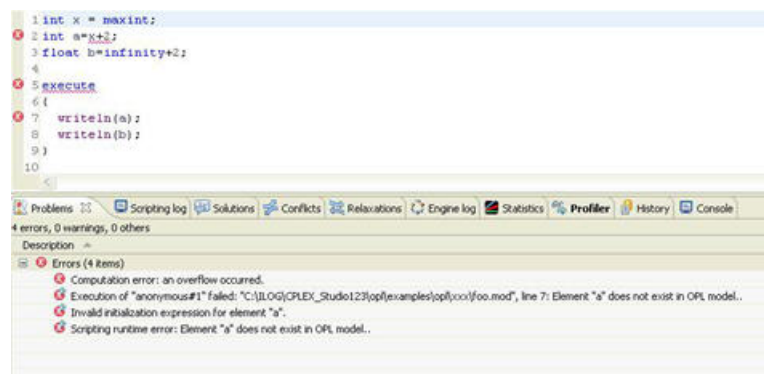 1 int x = maxint;
2 int a=x+2;
3 float b=infinity+2;
4
5 execute
6 {
7 writeln(a);
8 writeln(b);
9 }
10
Problems Scripting log Solutions Conflicts Relaxations Engine log Statistics Profiler History Console
4 errors, 0 warnings, 0 others
Description
Errors (4 items)
Computation error: an overflow occurred.
Execution of "anonymous#1" failed: "C:\ILOG\CPLEX_Studio123\opl\examples\opl\xxx\foo.mod", line 7: Element "a" does not exist in OPL model..
Invalid initialization expression for element "a".
Scripting runtime error: Element "a" does not exist in OPL model..